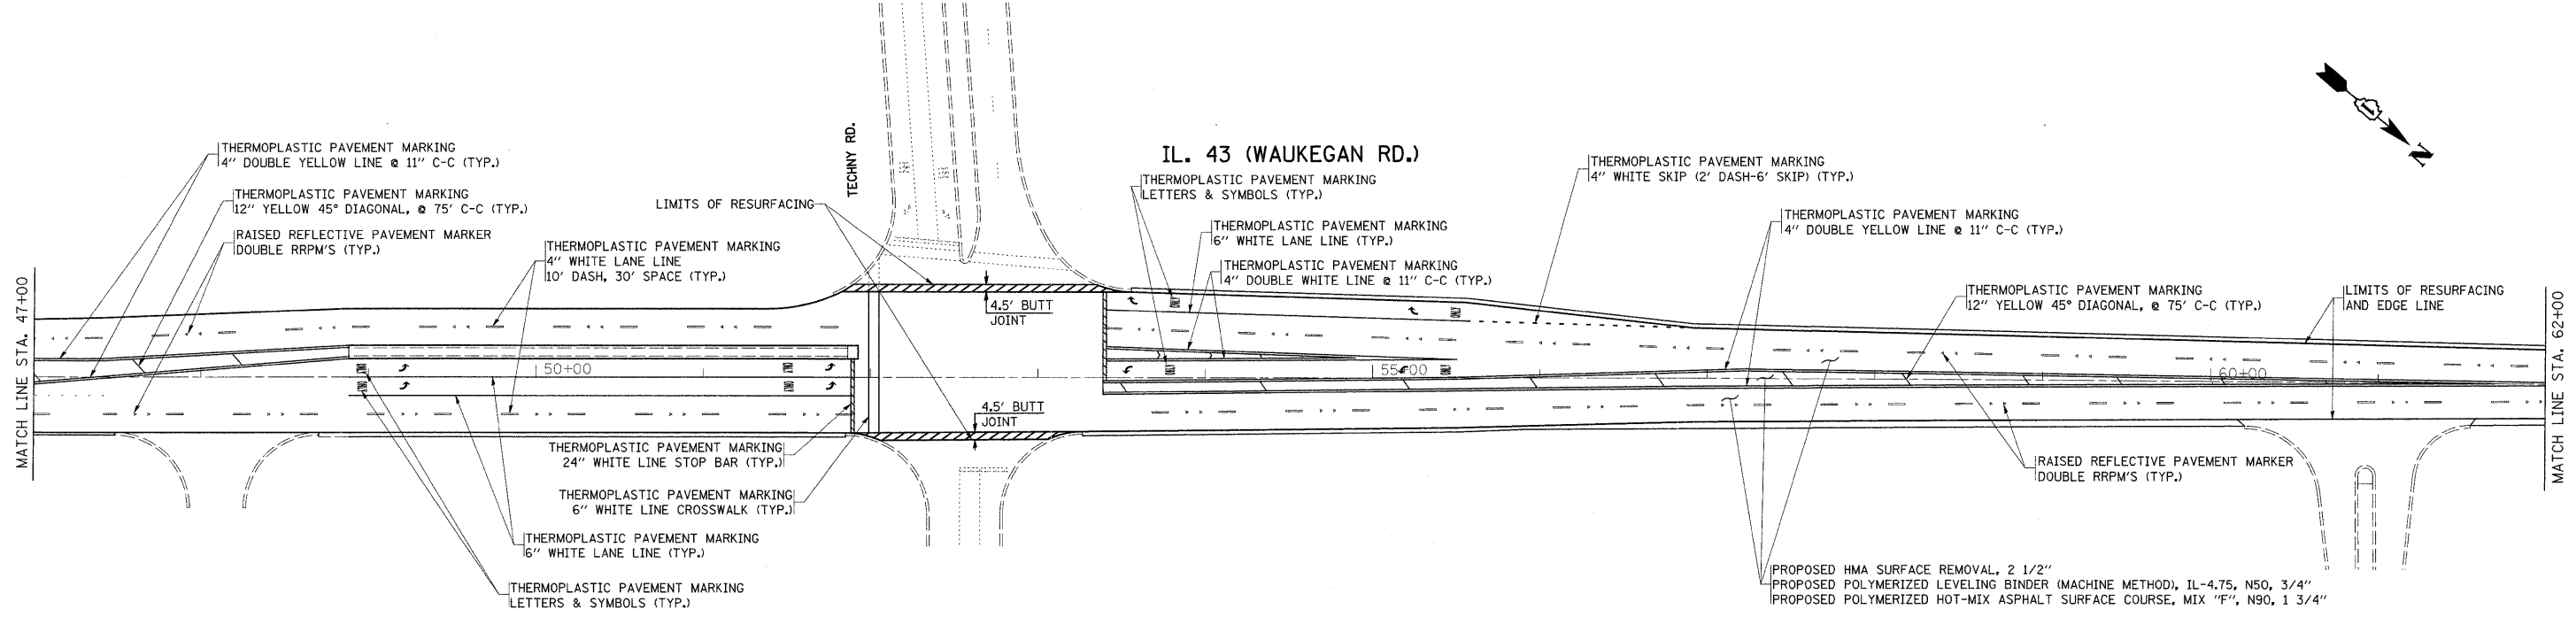 MATCH LINE STA. 47+00
THERMOPLASTIC PAVEMENT MARKING
4" DOUBLE YELLOW LINE @ 11" C-C (TYP.)
THERMOPLASTIC PAVEMENT MARKING
12" YELLOW 45° DIAGONAL, @ 75' C-C (TYP.)
RAISED REFLECTIVE PAVEMENT MARKER
DOUBLE RRPM'S (TYP.)
THERMOPLASTIC PAVEMENT MARKING
4" WHITE LANE LINE
10' DASH, 30' SPACE (TYP.)
LIMITS OF RESURFACING
TECHNY RD.
IL. 43 (WAUKEGAN RD.)
THERMOPLASTIC PAVEMENT MARKING
LETTERS & SYMBOLS (TYP.)
THERMOPLASTIC PAVEMENT MARKING
6" WHITE LANE LINE (TYP.)
THERMOPLASTIC PAVEMENT MARKING
4" DOUBLE WHITE LINE @ 11" C-C (TYP.)
THERMOPLASTIC PAVEMENT MARKING
4" WHITE SKIP (2' DASH-6' SKIP) (TYP.)
THERMOPLASTIC PAVEMENT MARKING
4" DOUBLE YELLOW LINE @ 11" C-C (TYP.)
THERMOPLASTIC PAVEMENT MARKING
12" YELLOW 45° DIAGONAL, @ 75' C-C (TYP.)
LIMITS OF RESURFACING
AND EDGE LINE
N
4.5' BUTT
JOINT
ONLY
ONLY
ONLY
ONLY
ONLY
ONLY
ONLY
ONLY
50+00
55+00
60+00
4.5' BUTT
JOINT
THERMOPLASTIC PAVEMENT MARKING
24" WHITE LINE STOP BAR (TYP.)
THERMOPLASTIC PAVEMENT MARKING
6" WHITE LINE CROSSWALK (TYP.)
THERMOPLASTIC PAVEMENT MARKING
6" WHITE LANE LINE (TYP.)
THERMOPLASTIC PAVEMENT MARKING
LETTERS & SYMBOLS (TYP.)
RAISED REFLECTIVE PAVEMENT MARKER
DOUBLE RRPM'S (TYP.)
PROPOSED HMA SURFACE REMOVAL, 2 1/2"
PROPOSED POLYMERIZED LEVELING BINDER (MACHINE METHOD), IL-4.75, N50, 3/4"
PROPOSED POLYMERIZED HOT-MIX ASPHALT SURFACE COURSE, MIX "F", N90, 1 3/4"
MATCH LINE STA. 62+00